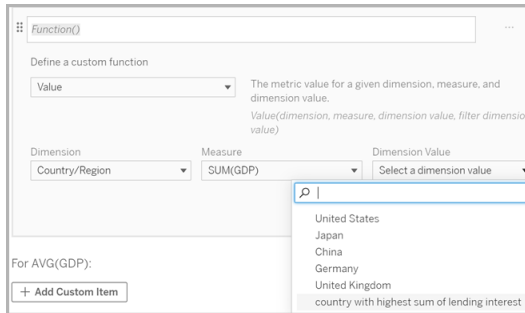 Function()
Define a custom function
Value
The metric value for a given dimension, measure, and
dimension value.
Value(dimension, measure, dimension value, filter dimensio
value)
Dimension
Measure
Dimension Value
Country/Region
SUM(GDP)
Select a dimension value
United States
Japan
China
Germany
United Kingdom
country with highest sum of lending interest
For AVG(GDP):
+ Add Custom Item